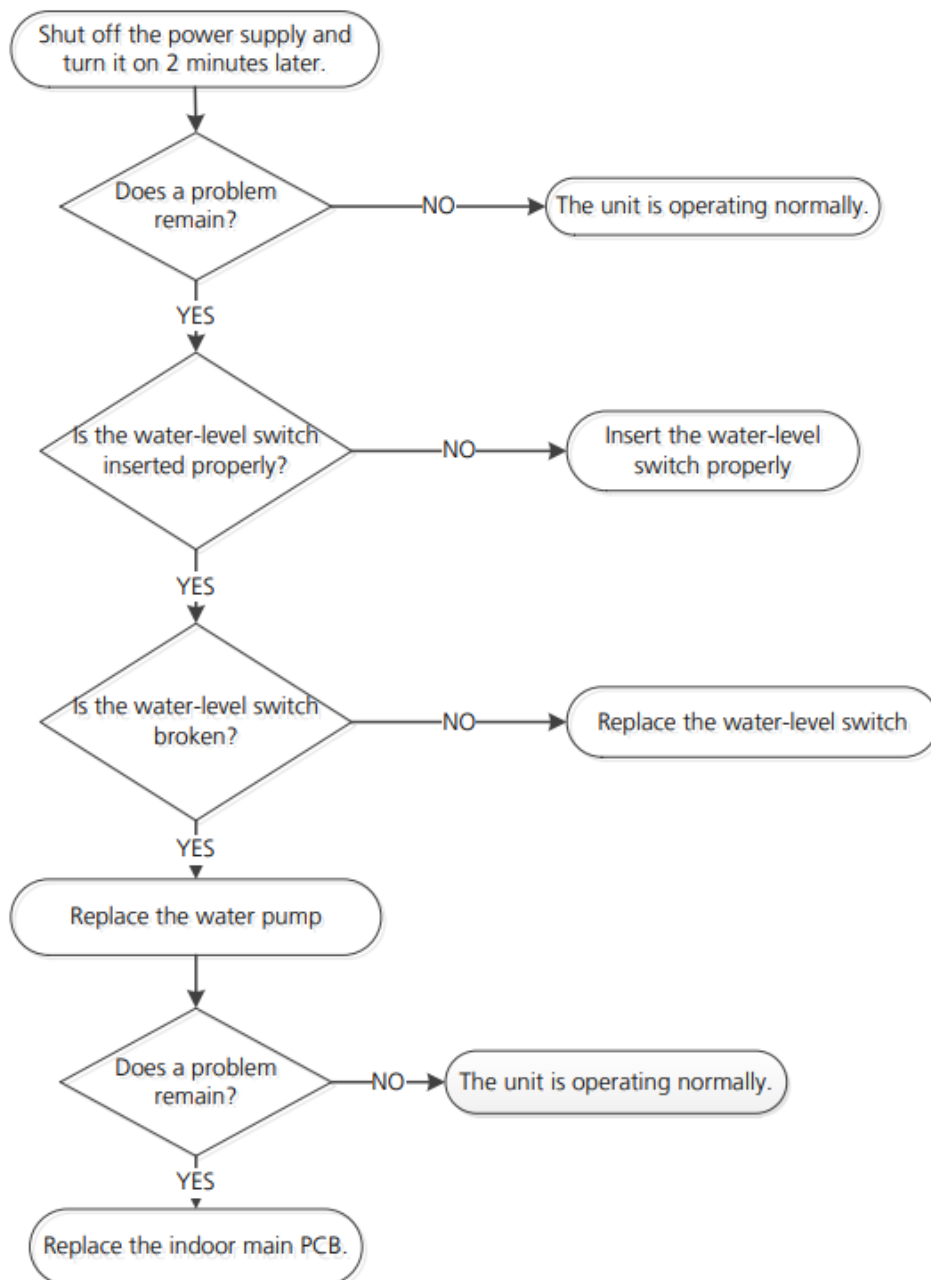 Shut off the power supply and
turn it on 2 minutes later.
Does a problem
remain?
NO
The unit is operating normally.
YES
Is the water-level switch
inserted properly?
NO
Insert the water-level
switch properly
YES
Is the water-level switch
broken?
NO
Replace the water-level switch
YES
Replace the water pump
Does a problem
remain?
NO
The unit is operating normally.
YES
Replace the indoor main PCB.